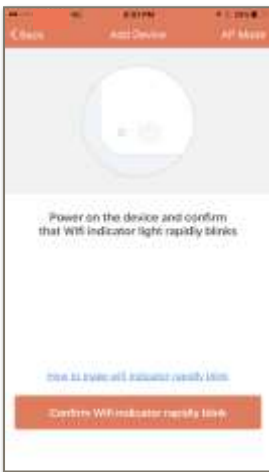 < Back Add Device AP Mode
Power on the device and confirm
that Wifi indicator light rapidly blinks
How to make wifi indicator rapidly blink
Confirm Wifi indicator rapidly blink